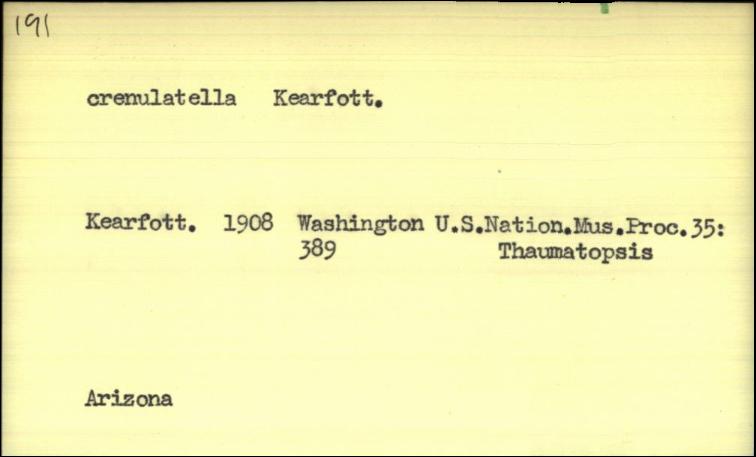 191
crenulatella Kearfott.
Kearfott. 1908 Washington U.S.Nation.Mus.Proc.35:
389 Thaumatopsis
Arizona